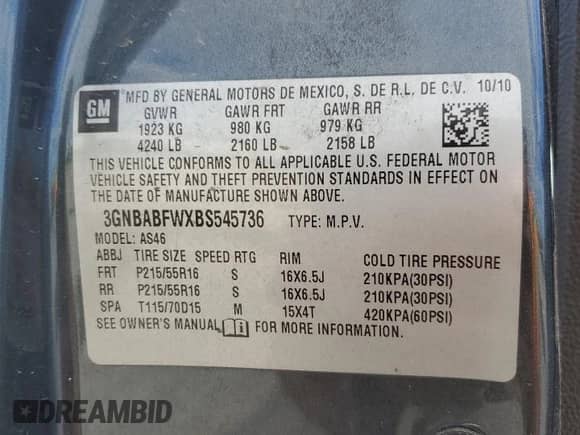 GM
MFD BY GENERAL MOTORS DE MEXICO, S. DE R.L. DE C.V. 10/10
GVWR GAWR FRT GAWR RR
1923 KG 980 KG 979 KG
4240 LB 2160 LB 2158 LB
THIS VEHICLE CONFORMS TO ALL APPLICABLE U.S. FEDERAL MOTOR
VEHICLE SAFETY AND THEFT PREVENTION STANDARDS IN EFFECT ON
THE DATE OF MANUFACTURE SHOWN ABOVE.
3GNBABFWXBS545736 TYPE: M.P.V.
MODEL: AS46
ABBJ TIRE SIZE SPEED RTG RIM COLD TIRE PRESSURE
FRT P215/55R16 S 16X6.5J 210KPA(30PSI)
RR P215/55R16 S 16X6.5J 210KPA(30PSI)
SPA T115/70D15 M 15X4T 420KPA(60PSI)
SEE OWNER'S MANUAL i FOR MORE INFORMATION.
DREAMBID